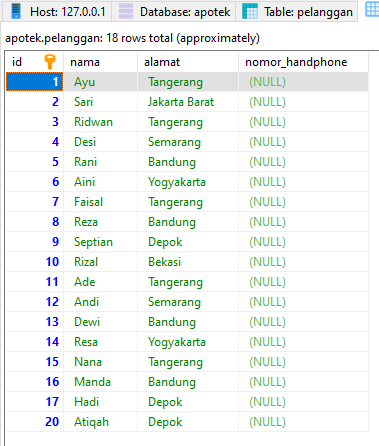 Host: 127.0.0.1 Database: apotek Table: pelanggan
apotek.pelanggan: 18 rows total (approximately)
id nama alamat nomor_handphone
1 Ayu Tangerang (NULL)
2 Sari Jakarta Barat (NULL)
3 Ridwan Tangerang (NULL)
4 Desi Semarang (NULL)
5 Rani Bandung (NULL)
6 Aini Yogyakarta (NULL)
7 Faisal Tangerang (NULL)
8 Reza Bandung (NULL)
9 Septian Depok (NULL)
10 Rizal Bekasi (NULL)
11 Ade Tangerang (NULL)
12 Andi Semarang (NULL)
13 Dewi Bandung (NULL)
14 Resa Yogyakarta (NULL)
15 Nana Tangerang (NULL)
16 Manda Bandung (NULL)
17 Hadi Depok (NULL)
20 Atiqah Depok (NULL)